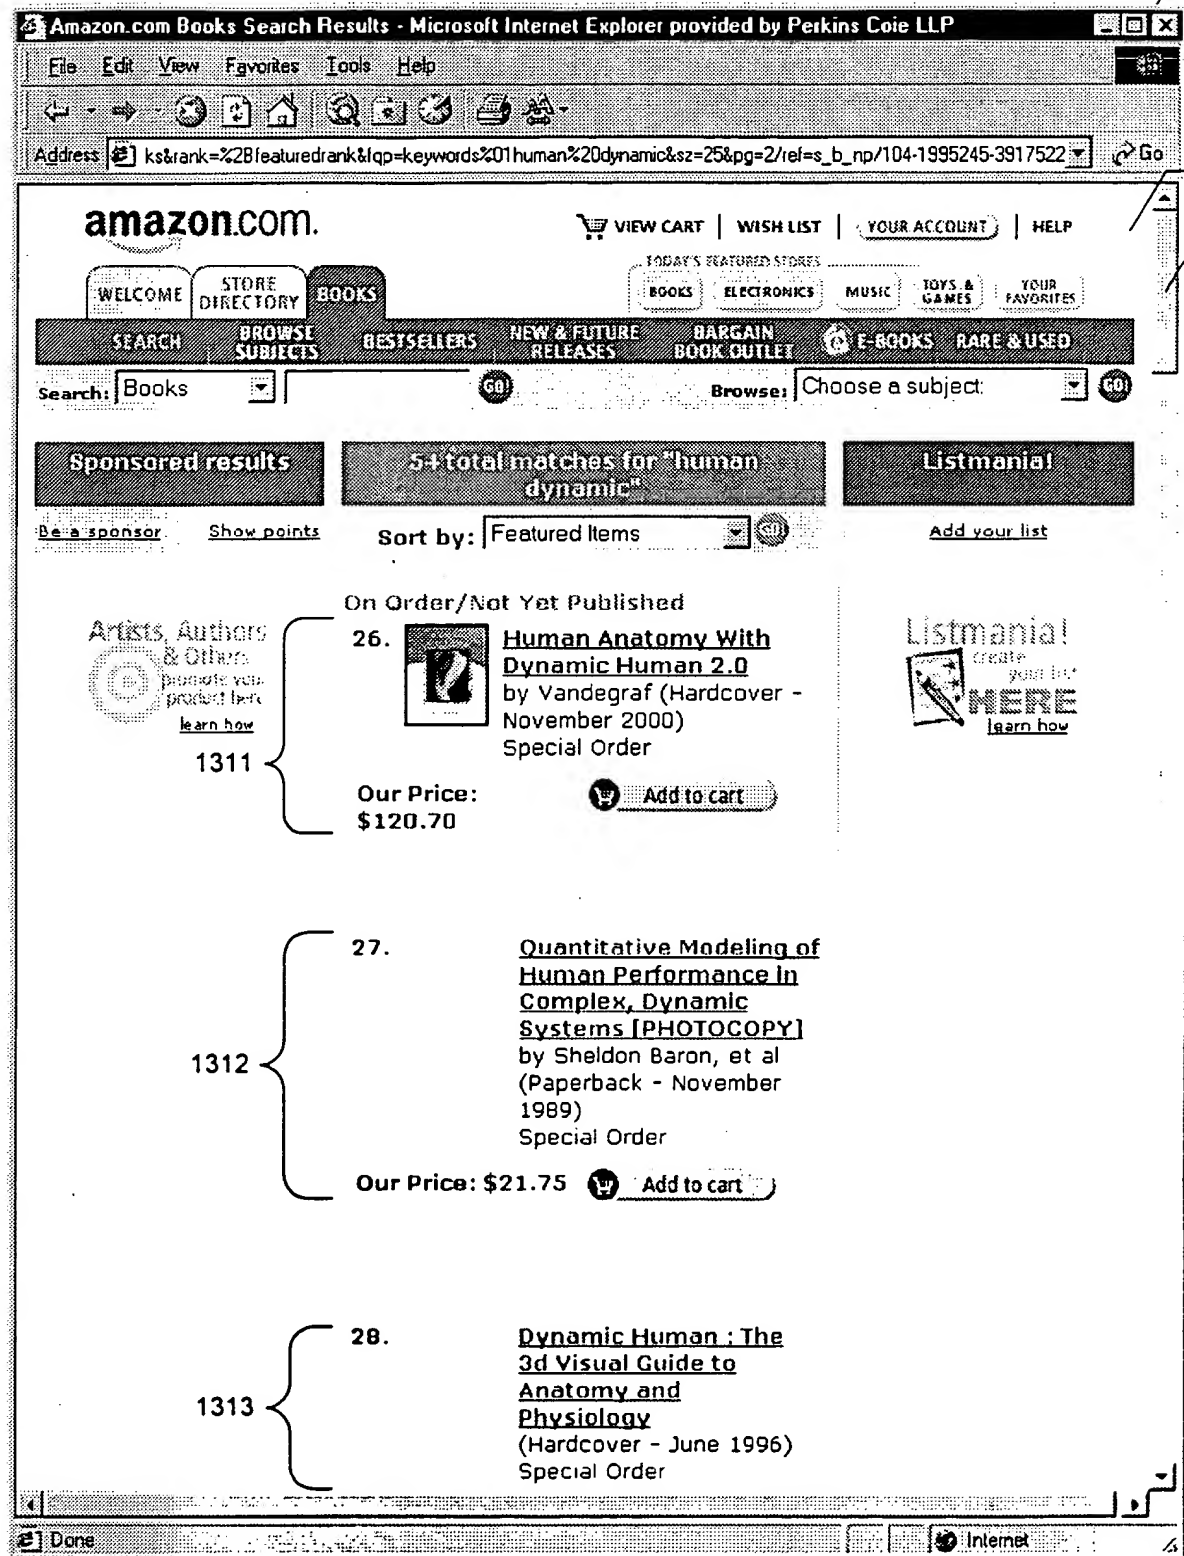 Amazon.com Books Search Results - Microsoft Internet Explorer provided by Perkins Coie LLP
File Edit View Favorites Tools Help
Address ks&rank=%2Bfeaturedrank&fqp=keywords%01human%20dynamic&sz=25&pg=2/ref=s_b_np/104-1995245-3917522 Go
amazon.com.
VIEW CART | WISH LIST | YOUR ACCOUNT | HELP
TODAY'S FEATURED STORES
WELCOME STORE DIRECTORY BOOKS
BOOKS ELECTRONICS MUSIC TOYS & GAMES YOUR FAVORITES
SEARCH BROWSE SUBJECTS BESTSELLERS NEW & FUTURE RELEASES BARGAIN BOOK OUTLET E-BOOKS RARE & USED
Search: Books GO! Browse: Choose a subject: GO!
Sponsored results
Be a sponsor Show points
Artists, Authors
& Others
promote your
product here
learn how
5+ total matches for "human
dynamic"
Sort by: Featured Items GO!
On Order/Not Yet Published
1311
26. Human Anatomy With
Dynamic Human 2.0
by Vandegraf (Hardcover -
November 2000)
Special Order
Our Price: Add to cart
$120.70
1312
27. Quantitative Modeling of
Human Performance in
Complex, Dynamic
Systems [PHOTOCOPY]
by Sheldon Baron, et al
(Paperback - November
1989)
Special Order
Our Price: $21.75 Add to cart
1313
28. Dynamic Human : The
3d Visual Guide to
Anatomy and
Physiology
(Hardcover - June 1996)
Special Order
Listmania!
Add your list
Listmania!
create
your list
HERE
learn how
Done Internet